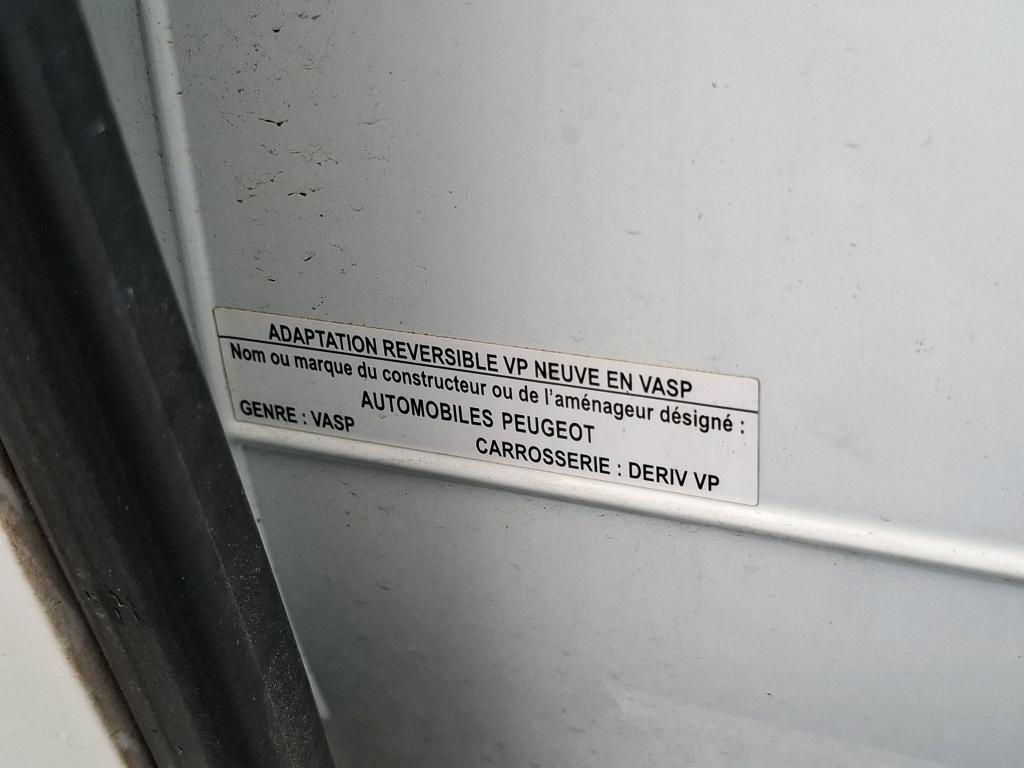 ADAPTATION REVERSIBLE VP NEUVE EN VASP
Nom ou marque du constructeur ou de l'aménageur désigné :
AUTOMOBILES PEUGEOT
GENRE : VASP
CARROSSERIE : DERIV VP